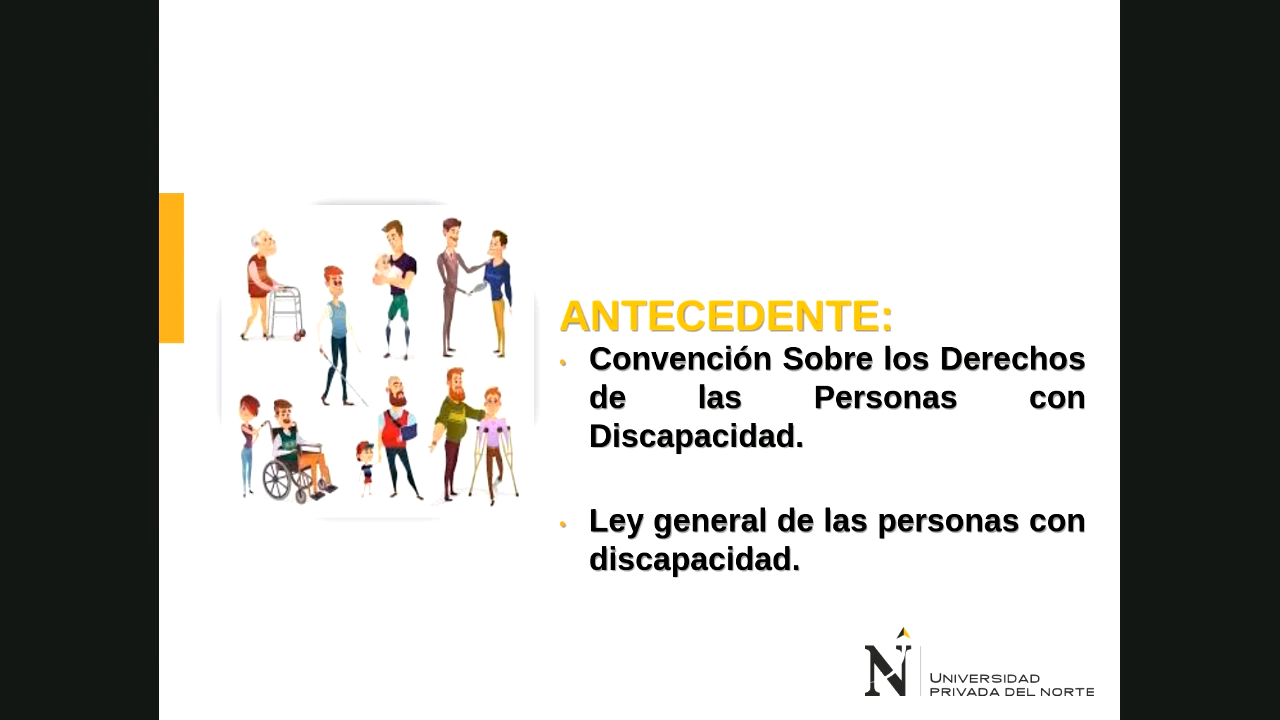 ANTECEDENTE:
• Convención Sobre los Derechos
de las Personas con
Discapacidad.
• Ley general de las personas con
discapacidad.
UNIVERSIDAD
PRIVADA DEL NORTE